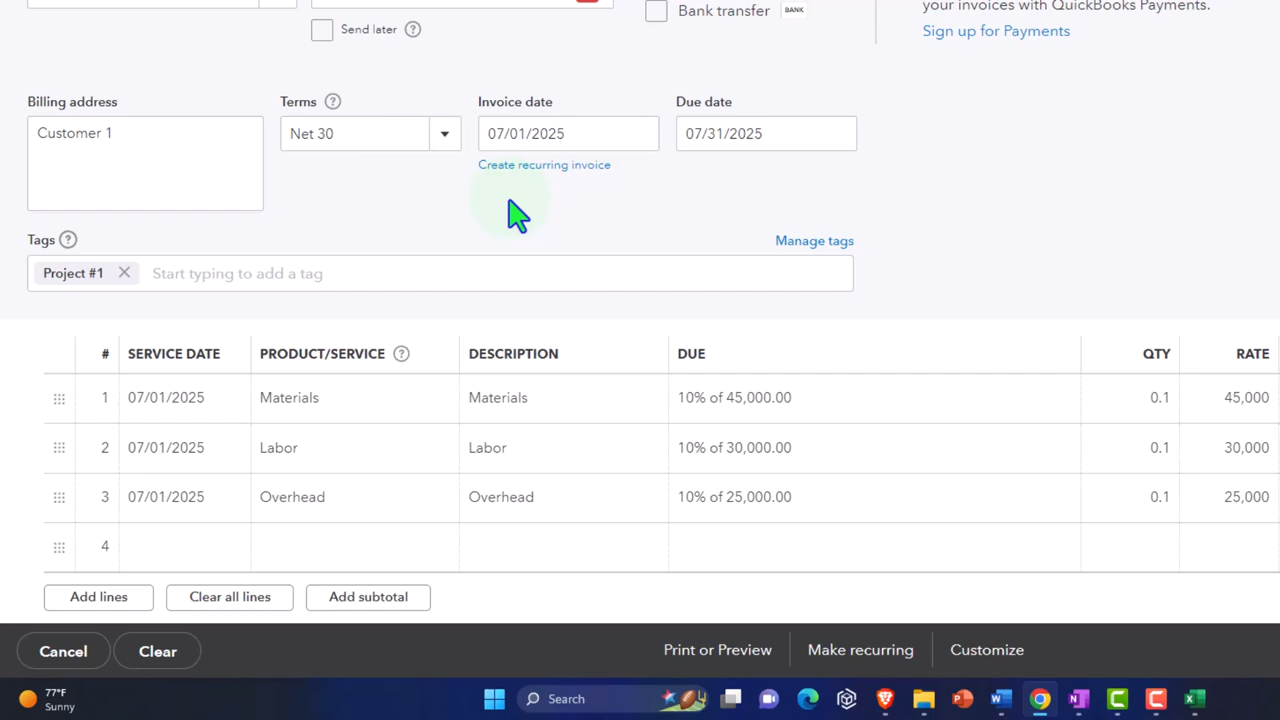 your invoices with QuickBooks Payments.
Bank transfer BANK
Send later ?
Sign up for Payments
Billing address Terms ? Invoice date Due date
Customer 1 Net 30 07/01/2025 07/31/2025
Create recurring invoice
Tags ? Manage tags
Project #1 Start typing to add a tag
# SERVICE DATE PRODUCT/SERVICE ? DESCRIPTION DUE QTY RATE
1 07/01/2025 Materials Materials 10% of 45,000.00 0.1 45,000
2 07/01/2025 Labor Labor 10% of 30,000.00 0.1 30,000
3 07/01/2025 Overhead Overhead 10% of 25,000.00 0.1 25,000
4
Add lines Clear all lines Add subtotal
Cancel Clear Print or Preview Make recurring Customize
77°F
Sunny
Search